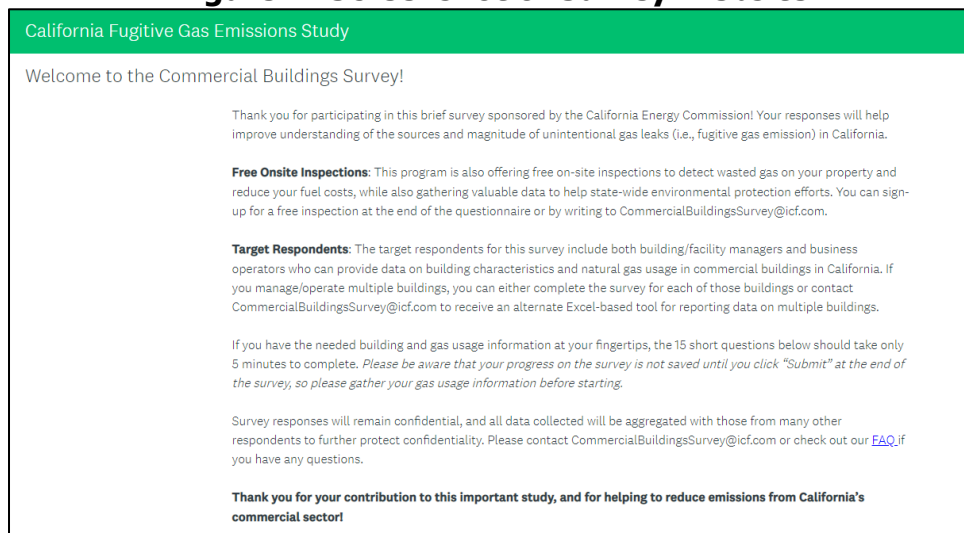 California Fugitive Gas Emissions Study
Welcome to the Commercial Buildings Survey!
Thank you for participating in this brief survey sponsored by the California Energy Commission! Your responses will help
improve understanding of the sources and magnitude of unintentional gas leaks (i.e., fugitive gas emission) in California.
Free Onsite Inspections: This program is also offering free on-site inspections to detect wasted gas on your property and
reduce your fuel costs, while also gathering valuable data to help state-wide environmental protection efforts. You can sign-
up for a free inspection at the end of the questionnaire or by writing to CommercialBuildingsSurvey@icf.com.
Target Respondents: The target respondents for this survey include both building/facility managers and business
operators who can provide data on building characteristics and natural gas usage in commercial buildings in California. If
you manage/operate multiple buildings, you can either complete the survey for each of those buildings or contact
CommercialBuildingsSurvey@icf.com to receive an alternate Excel-based tool for reporting data on multiple buildings.
If you have the needed building and gas usage information at your fingertips, the 15 short questions below should take only
5 minutes to complete. Please be aware that your progress on the survey is not saved until you click "Submit" at the end of
the survey, so please gather your gas usage information before starting.
Survey responses will remain confidential, and all data collected will be aggregated with those from many other
respondents to further protect confidentiality. Please contact CommercialBuildingsSurvey@icf.com or check out our FAQ if
you have any questions.
Thank you for your contribution to this important study, and for helping to reduce emissions from California's
commercial sector!